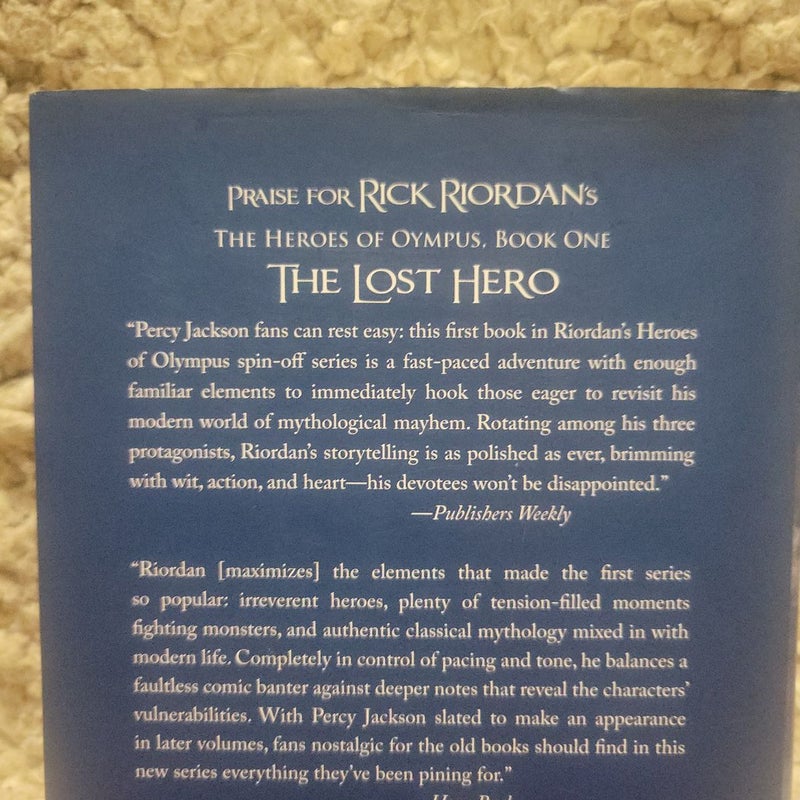 PRAISE FOR RICK RIORDAN'S
THE HEROES OF OYMPUS, BOOK ONE
THE LOST HERO
“Percy Jackson fans can rest easy: this first book in Riordan’s Heroes
of Olympus spin-off series is a fast-paced adventure with enough
familiar elements to immediately hook those eager to revisit his
modern world of mythological mayhem. Rotating among his three
protagonists, Riordan’s storytelling is as polished as ever, brimming
with wit, action, and heart—his devotees won’t be disappointed.”
—Publishers Weekly
“Riordan [maximizes] the elements that made the first series
so popular: irreverent heroes, plenty of tension-filled moments
fighting monsters, and authentic classical mythology mixed in with
modern life. Completely in control of pacing and tone, he balances a
faultless comic banter against deeper notes that reveal the characters’
vulnerabilities. With Percy Jackson slated to make an appearance
in later volumes, fans nostalgic for the old books should find in this
new series everything they’ve been pining for.”